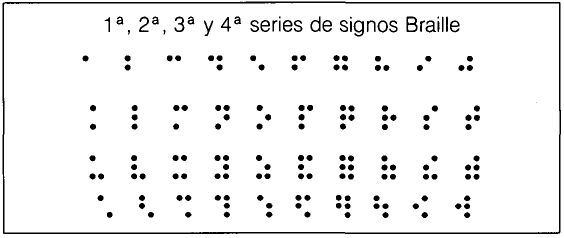 1ª, 2ª, 3ª y 4ª series de signos Braille
⠁ ⠃ ⠉ ⠙ ⠑ ⠋ ⠛ ⠓ ⠊ ⠚
⠅ ⠇ ⠍ ⠝ ⠕ ⠏ ⠟ ⠗ ⠎ ⠞
⠥ ⠧ ⠭ ⠽ ⠵ ⠯ ⠿ ⠷ ⠮ ⠾
⠡ ⠣ ⠩ ⠹ ⠱ ⠫ ⠻ ⠳ ⠪ ⠺